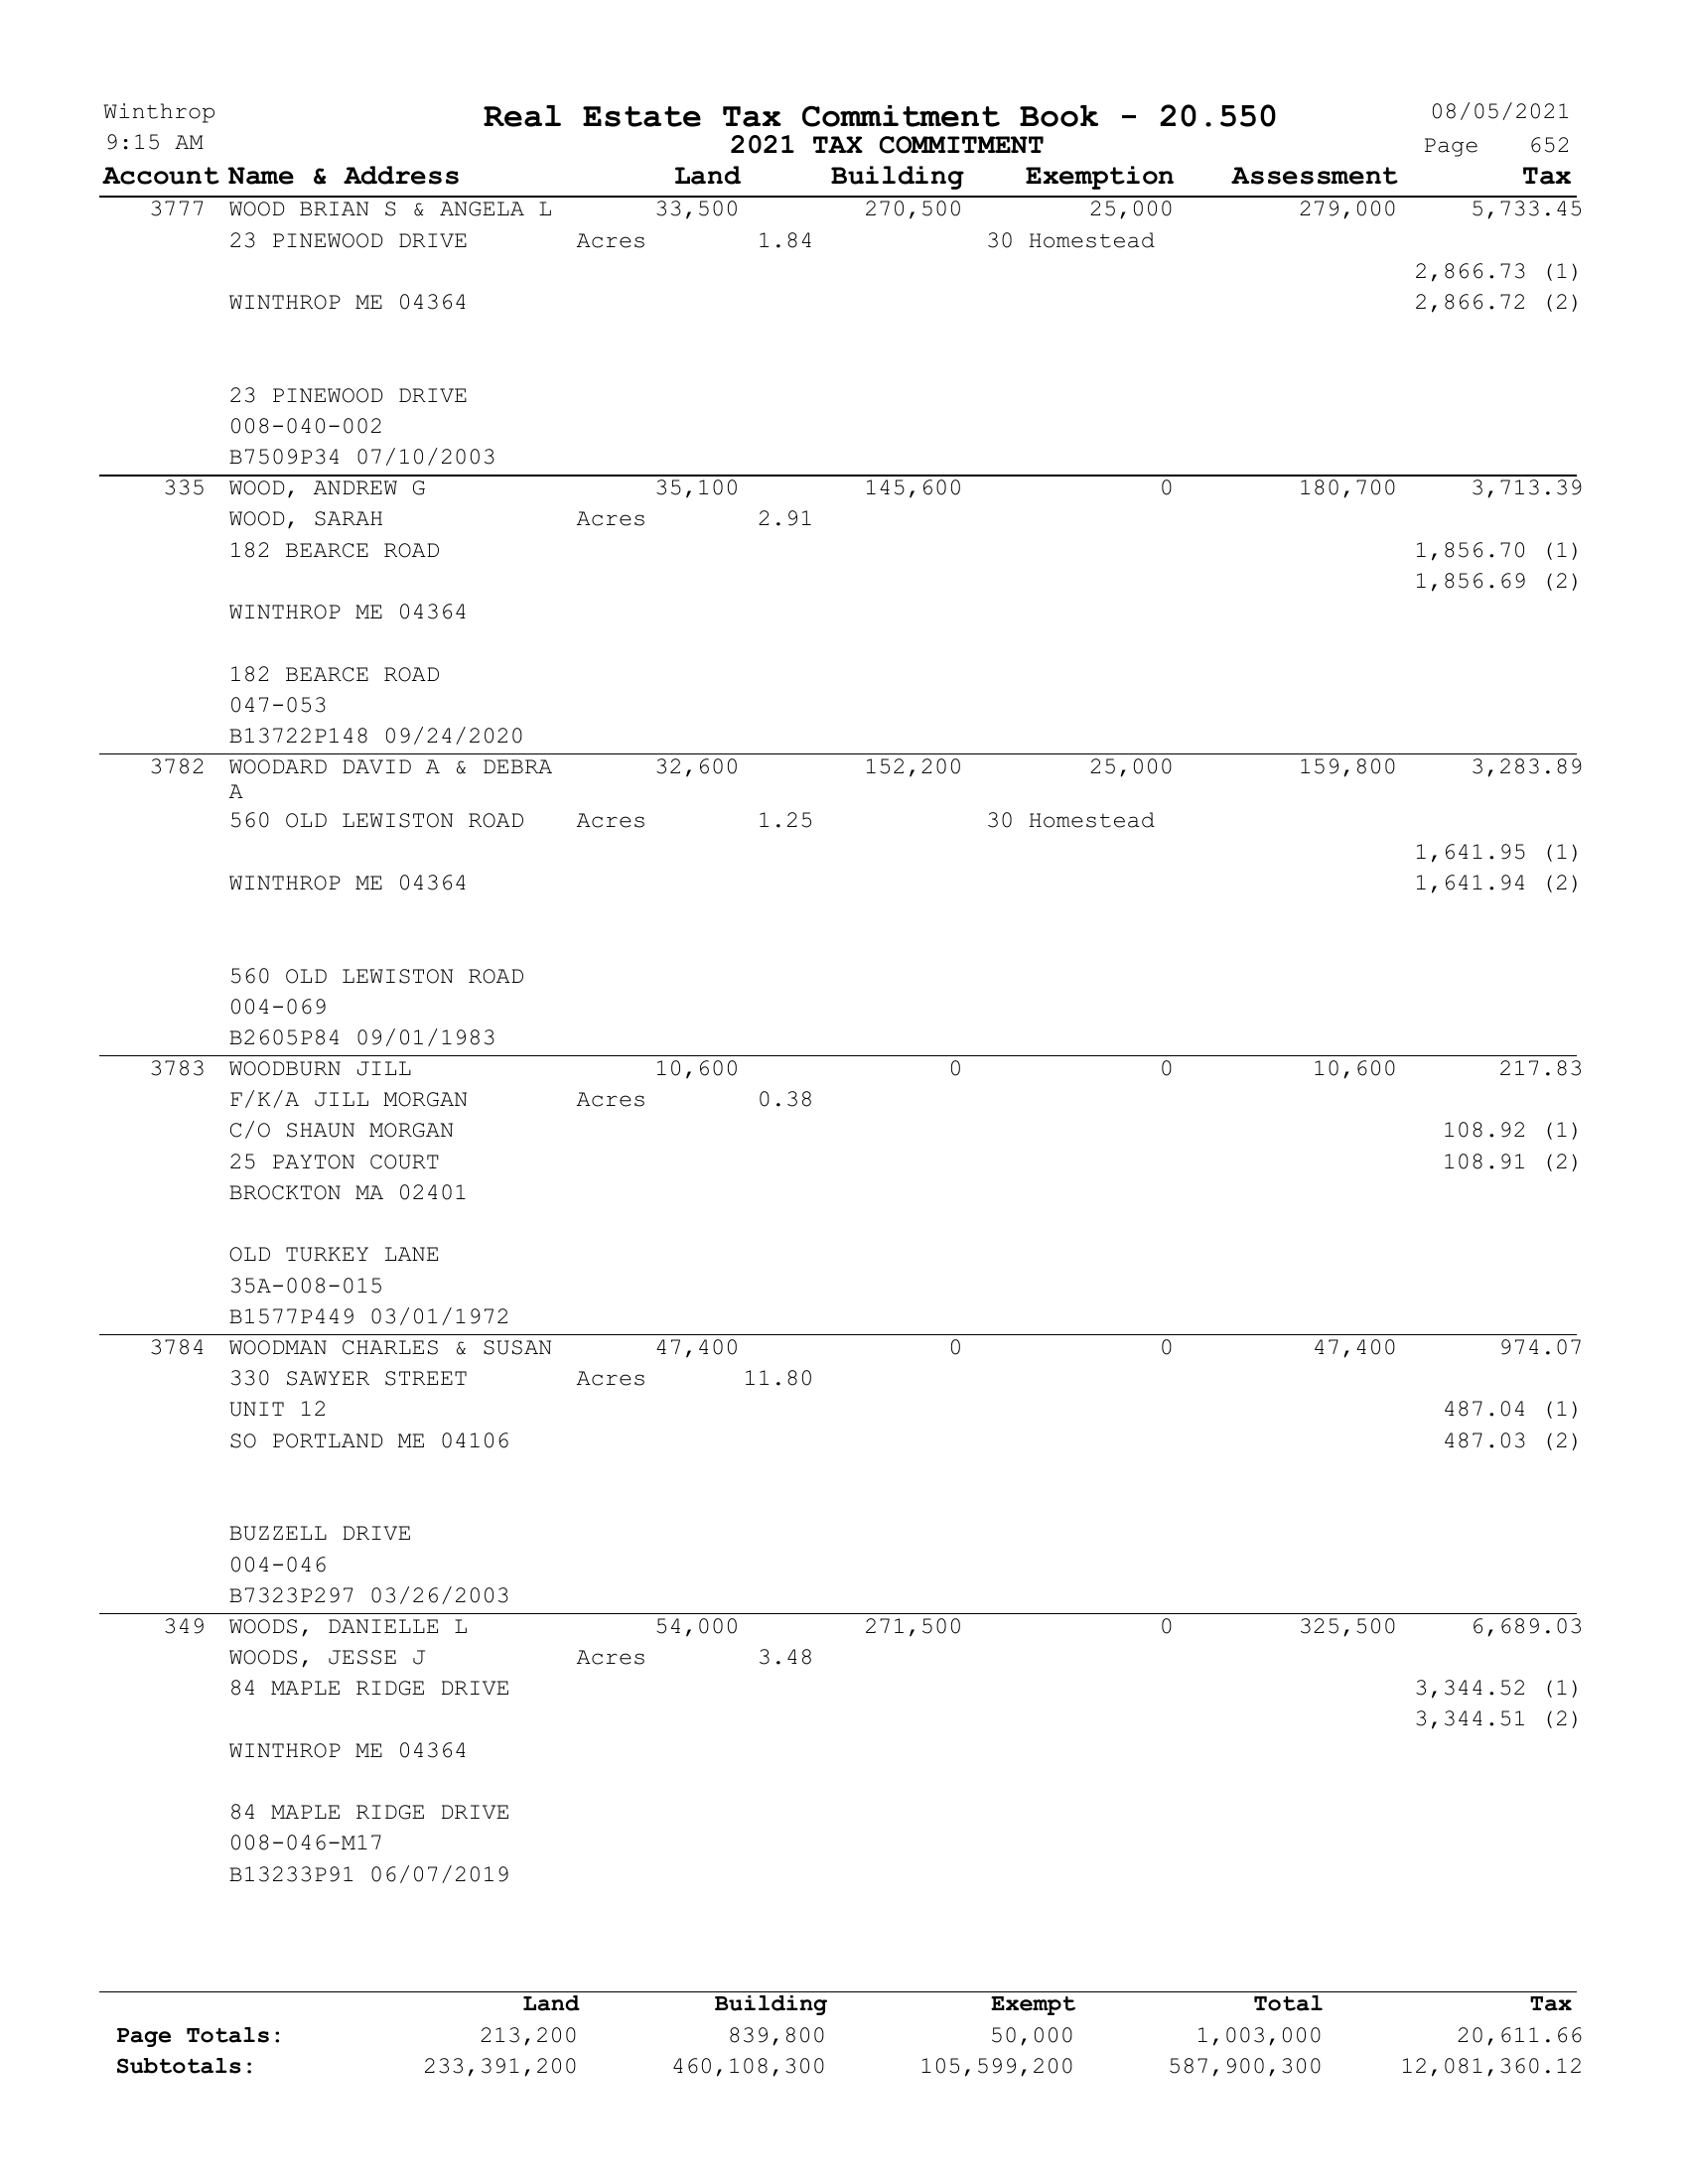 Winthrop Real Estate Tax Commitment Book - 20.550 08/05/2021
9:15 AM 2021 TAX COMMITMENT Page 652
Account Name & Address Land Building Exemption Assessment Tax
3777 WOOD BRIAN S & ANGELA L 33,500 270,500 25,000 279,000 5,733.45
23 PINEWOOD DRIVE Acres 1.84 30 Homestead
2,866.73 (1)
WINTHROP ME 04364 2,866.72 (2)
23 PINEWOOD DRIVE
008-040-002
B7509P34 07/10/2003
335 WOOD, ANDREW G 35,100 145,600 0 180,700 3,713.39
WOOD, SARAH Acres 2.91
182 BEARCE ROAD 1,856.70 (1)
1,856.69 (2)
WINTHROP ME 04364
182 BEARCE ROAD
047-053
B13722P148 09/24/2020
3782 WOODARD DAVID A & DEBRA 32,600 152,200 25,000 159,800 3,283.89
A
560 OLD LEWISTON ROAD Acres 1.25 30 Homestead
1,641.95 (1)
WINTHROP ME 04364 1,641.94 (2)
560 OLD LEWISTON ROAD
004-069
B2605P84 09/01/1983
3783 WOODBURN JILL 10,600 0 0 10,600 217.83
F/K/A JILL MORGAN Acres 0.38
C/O SHAUN MORGAN 108.92 (1)
25 PAYTON COURT 108.91 (2)
BROCKTON MA 02401
OLD TURKEY LANE
35A-008-015
B1577P449 03/01/1972
3784 WOODMAN CHARLES & SUSAN 47,400 0 0 47,400 974.07
330 SAWYER STREET Acres 11.80
UNIT 12 487.04 (1)
SO PORTLAND ME 04106 487.03 (2)
BUZZELL DRIVE
004-046
B7323P297 03/26/2003
349 WOODS, DANIELLE L 54,000 271,500 0 325,500 6,689.03
WOODS, JESSE J Acres 3.48
84 MAPLE RIDGE DRIVE 3,344.52 (1)
3,344.51 (2)
WINTHROP ME 04364
84 MAPLE RIDGE DRIVE
008-046-M17
B13233P91 06/07/2019
Land Building Exempt Total Tax
Page Totals: 213,200 839,800 50,000 1,003,000 20,611.66
Subtotals: 233,391,200 460,108,300 105,599,200 587,900,300 12,081,360.12